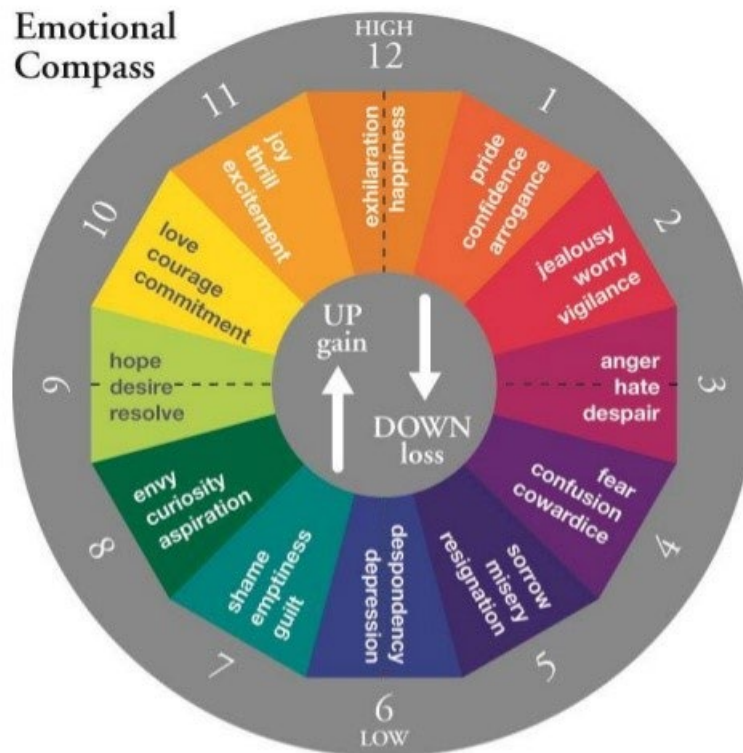 Emotional
Compass
HIGH
12
exhilaration
happiness
1
pride
confidence
arrogance
2
jealousy
worry
vigilance
3
anger
hate
despair
4
fear
confusion
cowardice
5
sorrow
misery
resignation
6
LOW
despondency
depression
7
shame
emptiness
guilt
8
envy
curiosity
aspiration
9
hope
desire
resolve
10
love
courage
commitment
11
joy
thrill
excitement
UP
gain
DOWN
loss